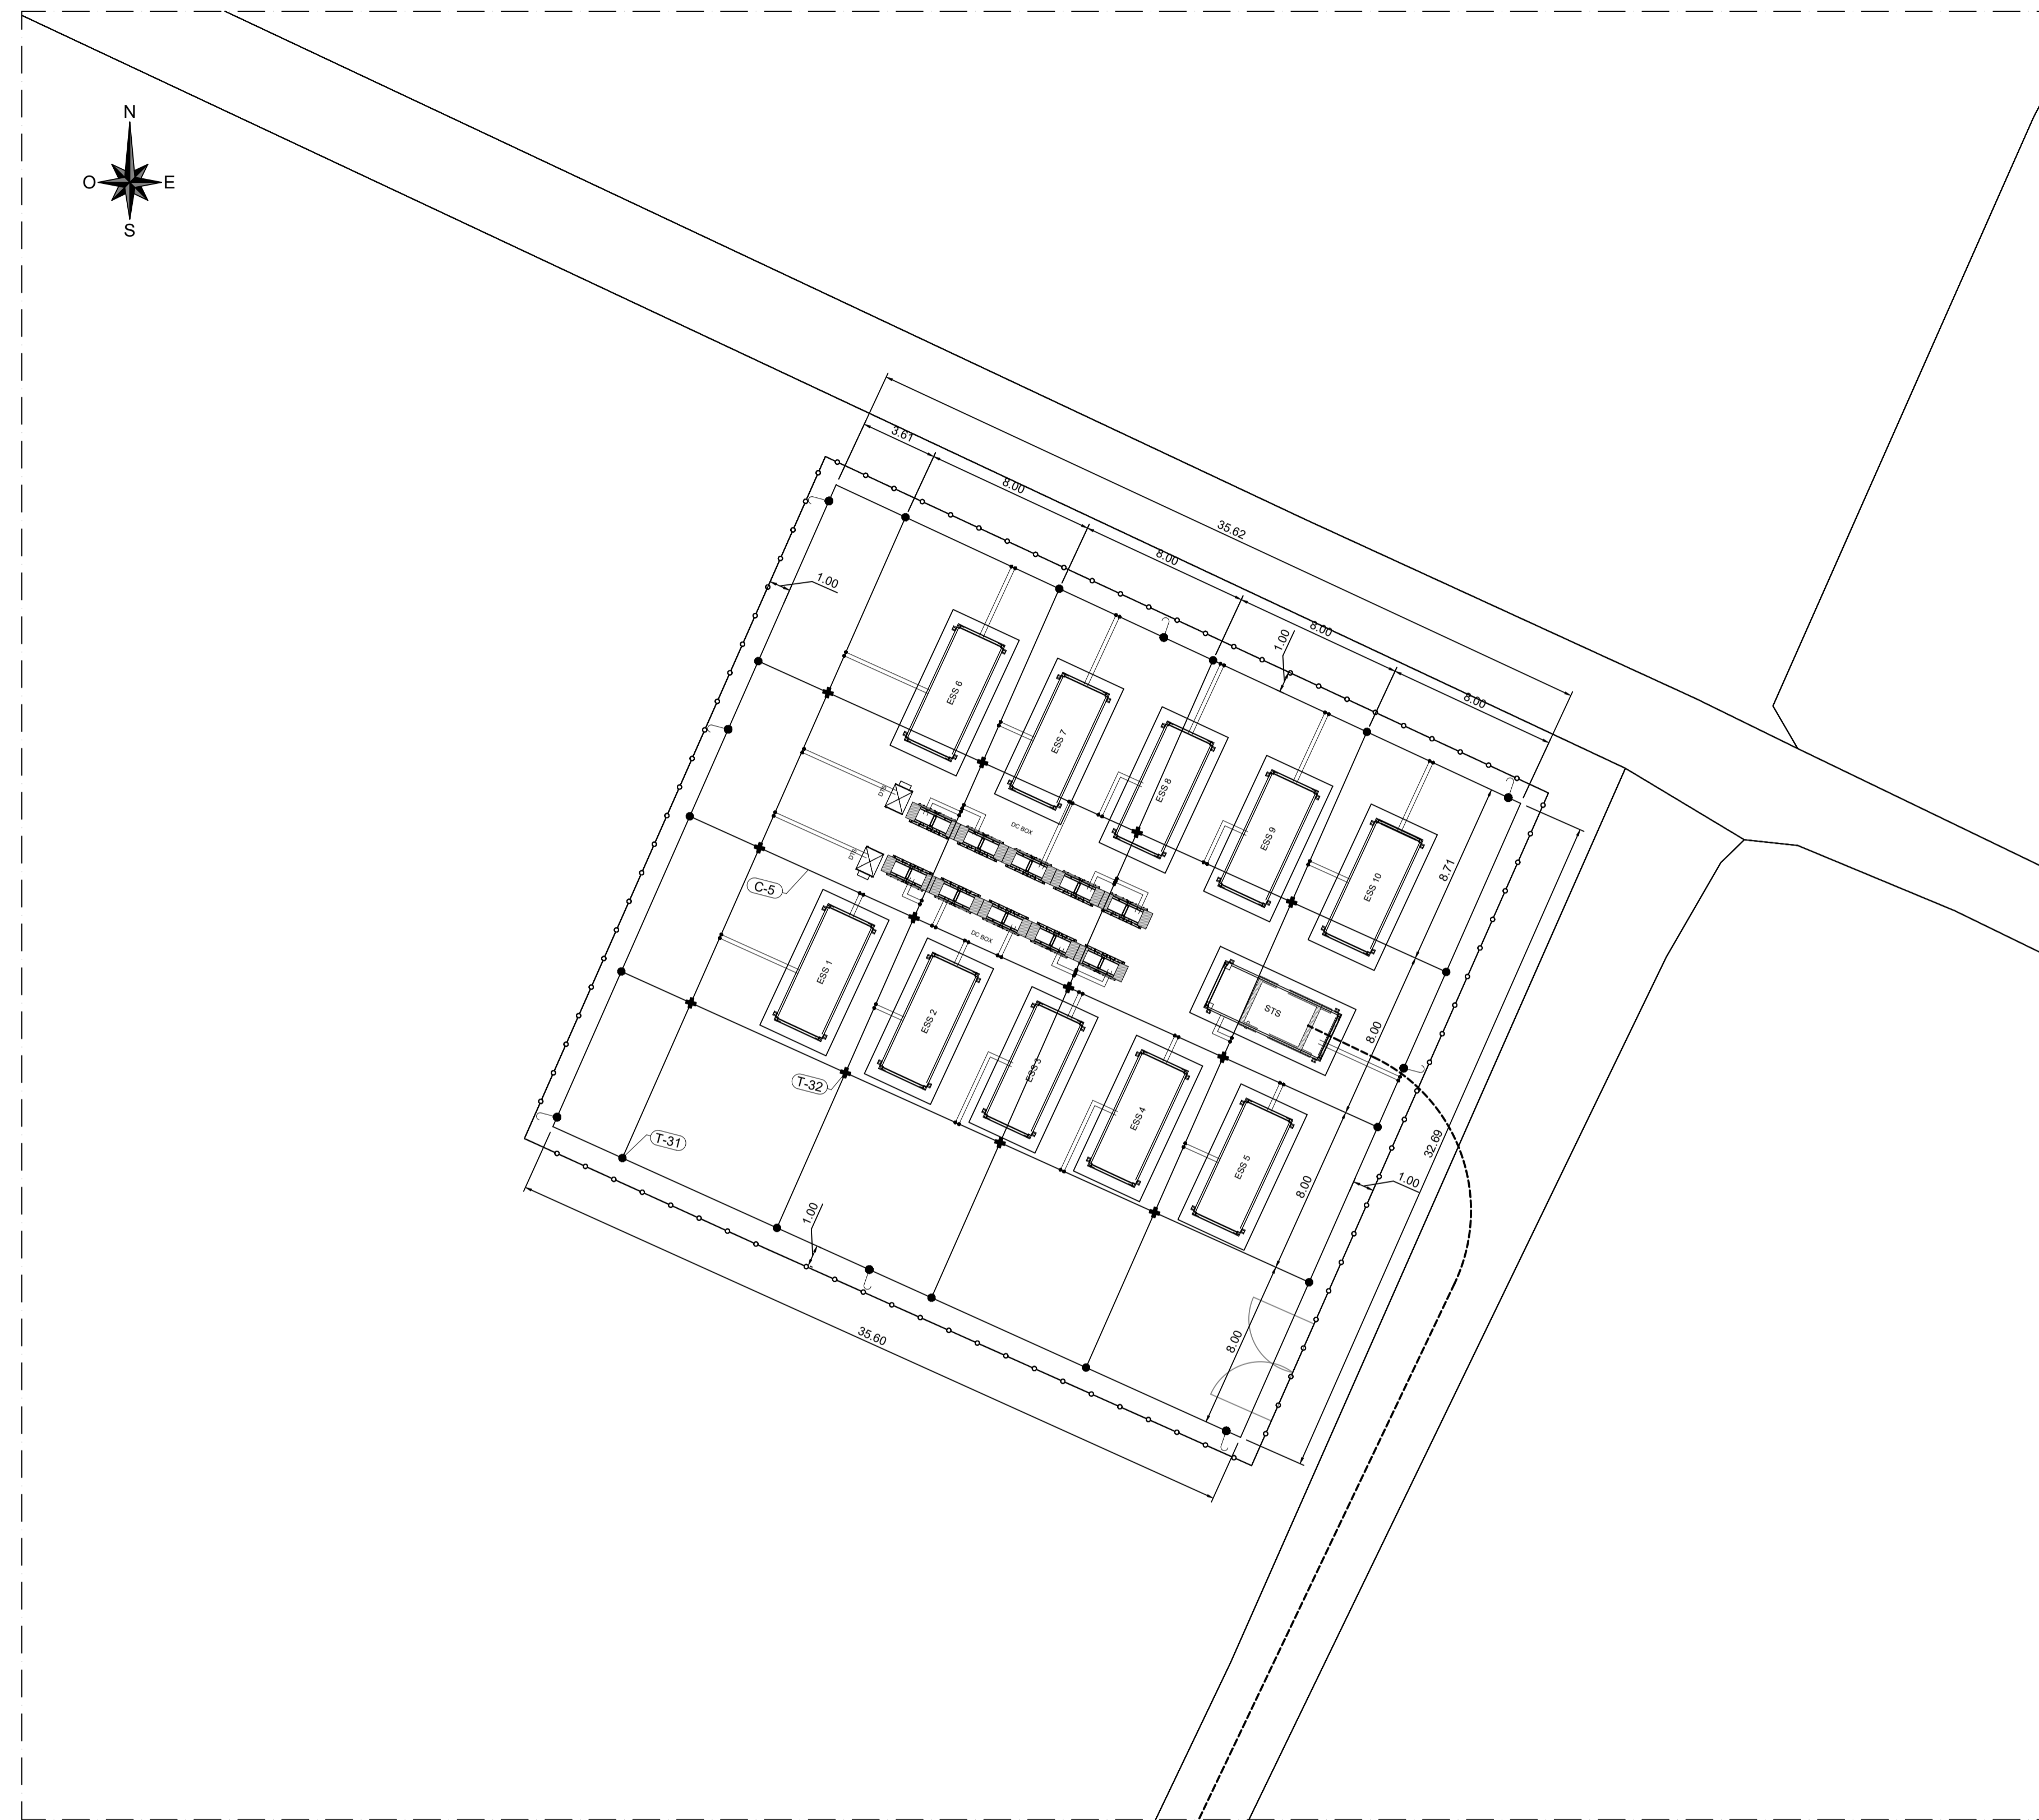 N
O
E
S
3.61
8.00
35.62
8.00
8.00
8.00
1.00
1.00
ESS 6
ESS 7
ESS 8
ESS 9
ESS 10
8.71
DC BOX
C-5
DC BOX
ESS 1
ESS 2
ESS 3
ESS 4
ESS 5
STS
8.00
T-32
T-31
32.69
1.00
8.00
1.00
8.00
35.60